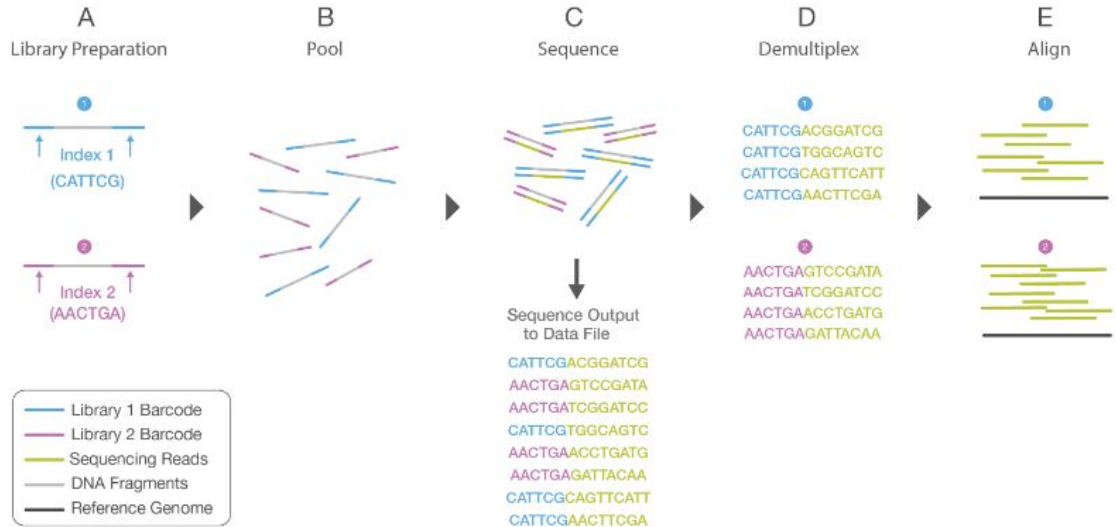 A
Library Preparation
1
Index 1
(CATTCG)
2
Index 2
(AACTGA)
Library 1 Barcode
Library 2 Barcode
Sequencing Reads
DNA Fragments
Reference Genome
B
Pool
C
Sequence
Sequence Output
to Data File
CATTCGACGGATCG
AACTGAGTCCGATA
AACTGATCGGATCC
CATTCGTGGCAGTC
AACTGAACCTGATG
AACTGAGATTACAA
CATTCGCAGTTCATT
CATTCGAACTTCGA
D
Demultiplex
1
CATTCGACGGATCG
CATTCGTGGCAGTC
CATTCGCAGTTCATT
CATTCGAACTTCGA
2
AACTGAGTCCGATA
AACTGATCGGATCC
AACTGAACCTGATG
AACTGAGATTACAA
E
Align
1
2